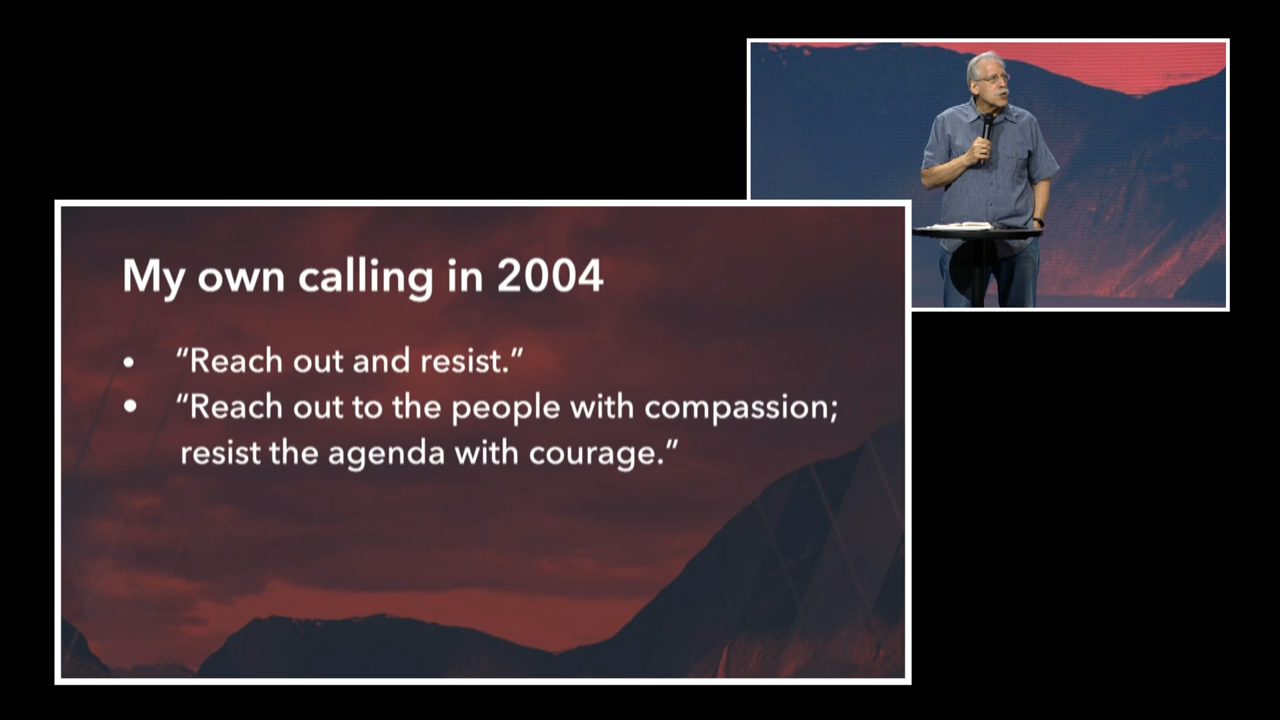 My own calling in 2004
• “Reach out and resist.”
• “Reach out to the people with compassion;
resist the agenda with courage.”